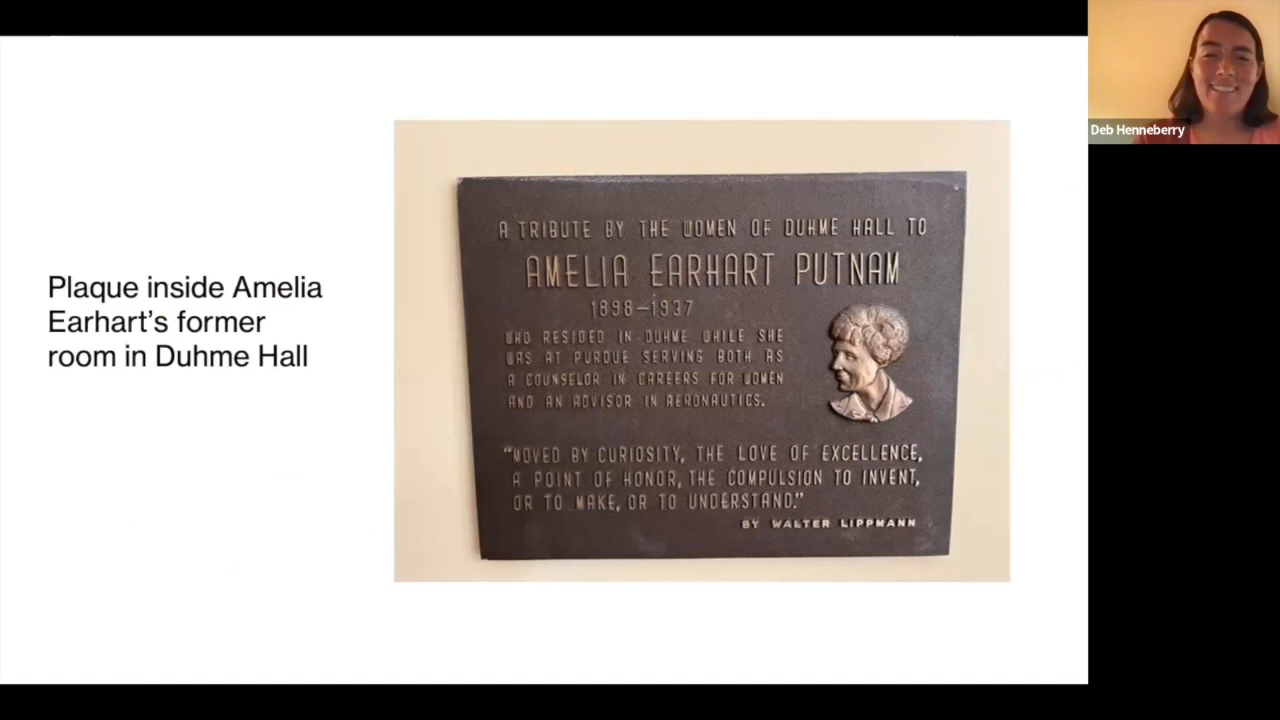 Plaque inside Amelia
Earhart's former
room in Duhme Hall
A TRIBUTE BY THE WOMEN OF DUHME HALL TO
AMELIA EARHART PUTNAM
1898–1937
WHO RESIDED IN DUHME WHILE SHE
WAS AT PURDUE SERVING BOTH AS
A COUNSELOR IN CAREERS FOR WOMEN
AND AN ADVISOR IN AERONAUTICS.
"MOVED BY CURIOSITY, THE LOVE OF EXCELLENCE,
A POINT OF HONOR, THE COMPULSION TO INVENT,
OR TO MAKE, OR TO UNDERSTAND."
BY WALTER LIPPMANN
Deb Henneberry